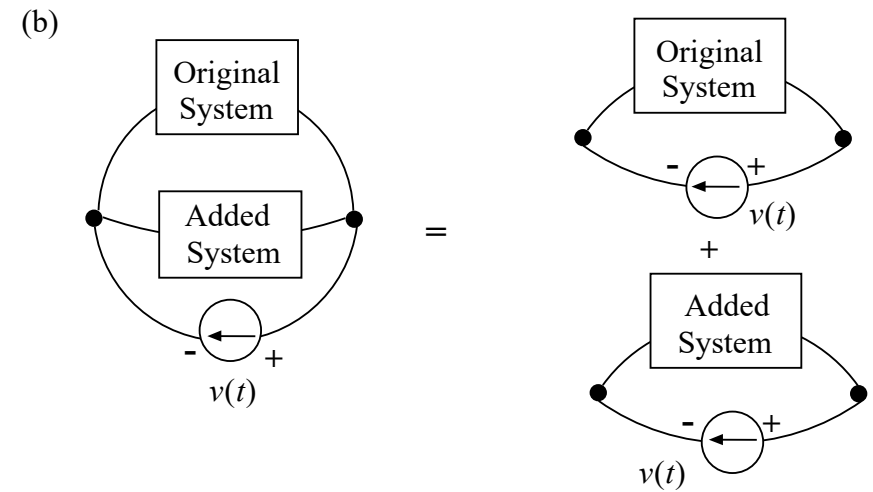 (b)
Original
System
Added
System
-
+
v(t)
=
Original
System
-
+
v(t)
+
Added
System
-
+
v(t)